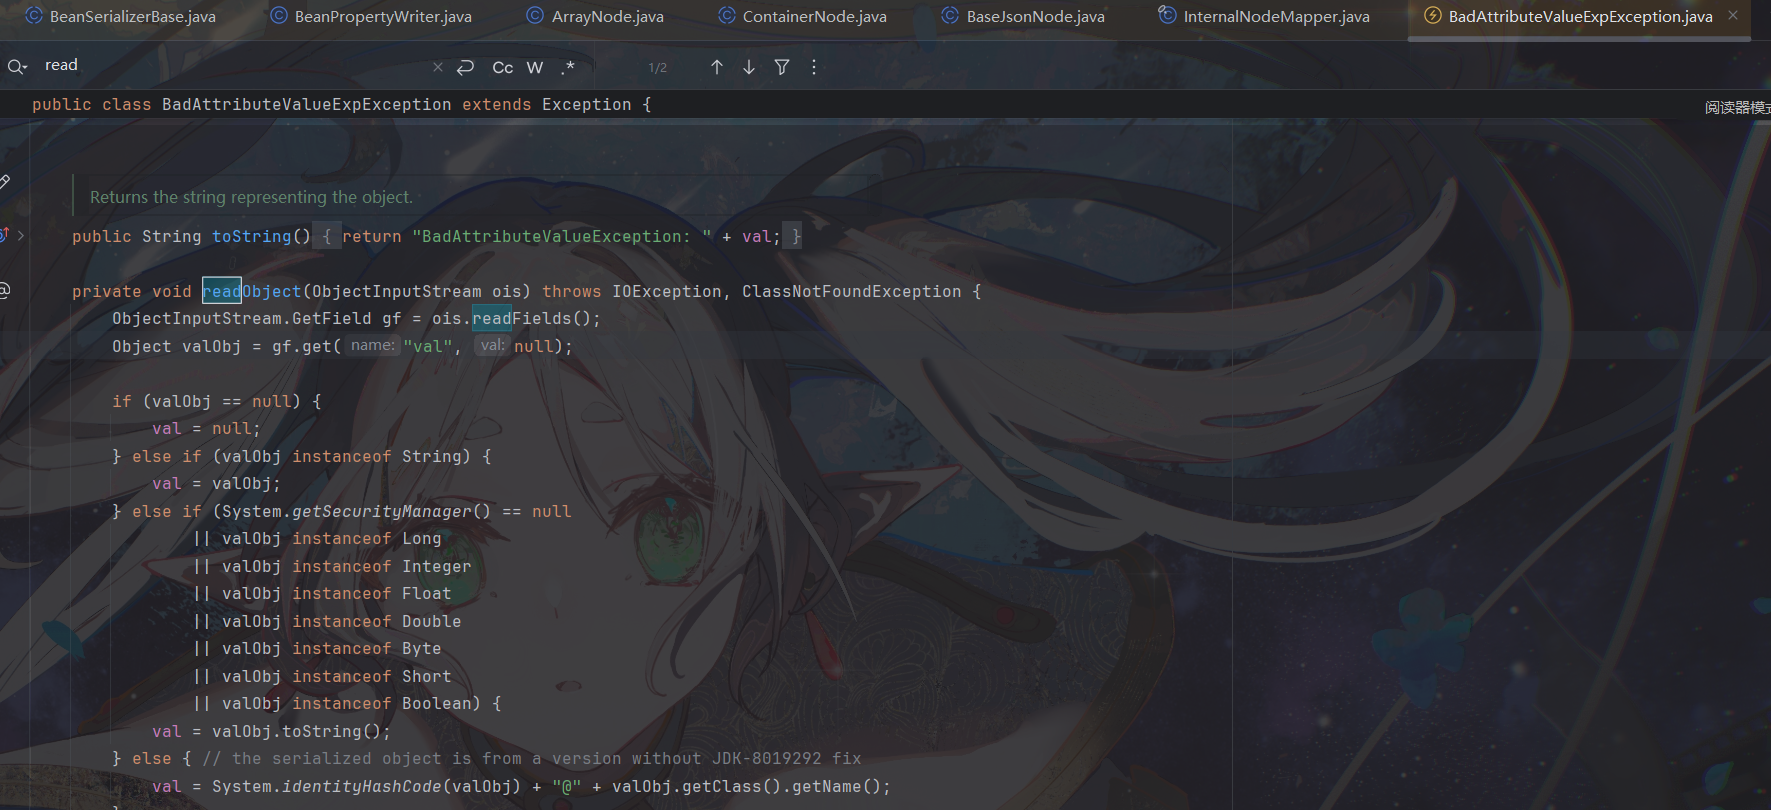 BeanSerializerBase.java BeanPropertyWriter.java ArrayNode.java ContainerNode.java BaseJsonNode.java InternalNodeMapper.java BadAttributeValueExpException.java
read Cc W .* 1/2
public class BadAttributeValueExpException extends Exception {
阅读器模式
Returns the string representing the object.
public String toString() { return "BadAttributeValueException: " + val; }
private void readObject(ObjectInputStream ois) throws IOException, ClassNotFoundException {
ObjectInputStream.GetField gf = ois.readFields();
Object valObj = gf.get( name: "val", val: null);
if (valObj == null) {
val = null;
} else if (valObj instanceof String) {
val = valObj;
} else if (System.getSecurityManager() == null
|| valObj instanceof Long
|| valObj instanceof Integer
|| valObj instanceof Float
|| valObj instanceof Double
|| valObj instanceof Byte
|| valObj instanceof Short
|| valObj instanceof Boolean) {
val = valObj.toString();
} else { // the serialized object is from a version without JDK-8019292 fix
val = System.identityHashCode(valObj) + "@" + valObj.getClass().getName();
}